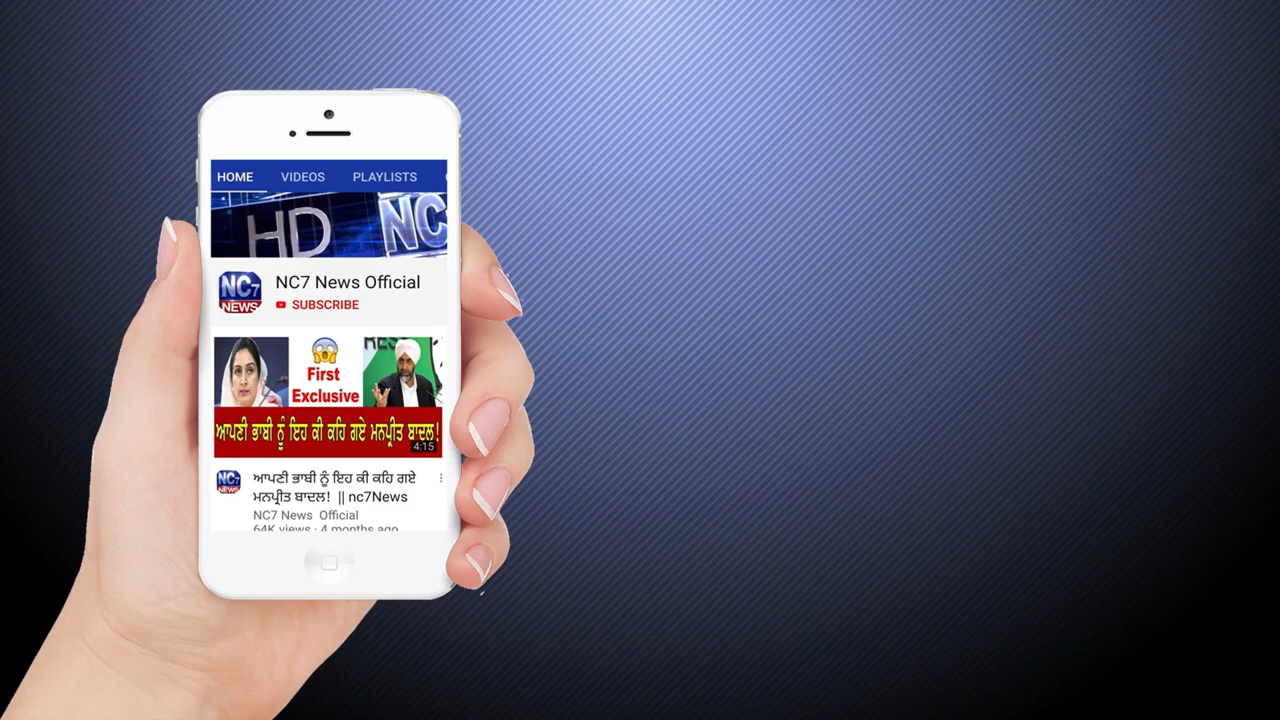 HOME VIDEOS PLAYLISTS
HD NC
NC7 NEWS
NC7 News Official
SUBSCRIBE
First
Exclusive
ਆਪਣੀ ਭਾਬੀ ਨੂੰ ਇਹ ਕੀ ਕਹਿ ਗਏ ਮਨਪ੍ਰੀਤ ਬਾਦਲ!
4:15
NC7 NEWS
ਆਪਣੀ ਭਾਬੀ ਨੂੰ ਇਹ ਕੀ ਕਹਿ ਗਏ
ਮਨਪ੍ਰੀਤ ਬਾਦਲ! || nc7News
NC7 News Official
64K views · 4 months ago